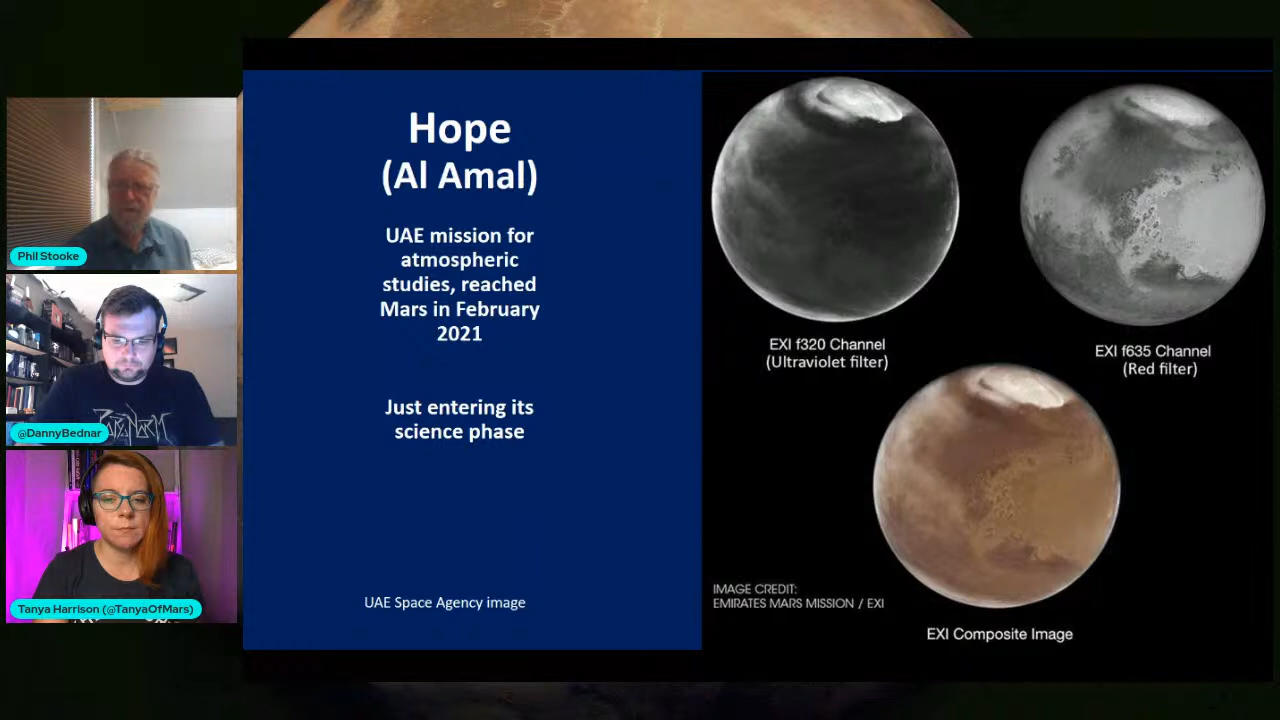 Phil Stooke
@DannyBednar
Tanya Harrison (@TanyaOfMars)
Hope
(Al Amal)
UAE mission for
atmospheric
studies, reached
Mars in February
2021
Just entering its
science phase
UAE Space Agency image
EXI f320 Channel
(Ultraviolet filter)
EXI f635 Channel
(Red filter)
IMAGE CREDIT:
EMIRATES MARS MISSION / EXI
EXI Composite Image